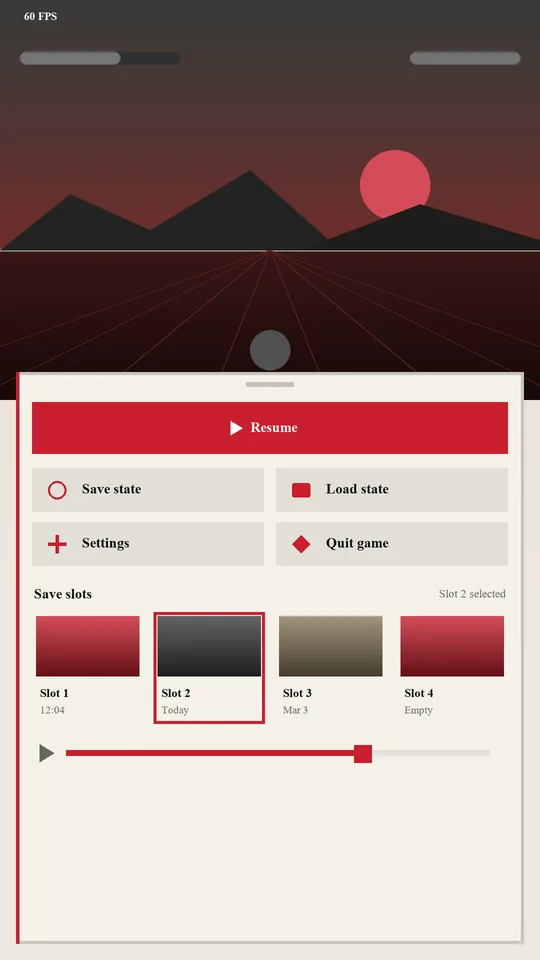 60 FPS
Resume
Save state
Load state
Settings
Quit game
Save slots
Slot 2 selected
Slot 1
12:04
Slot 2
Today
Slot 3
Mar 3
Slot 4
Empty